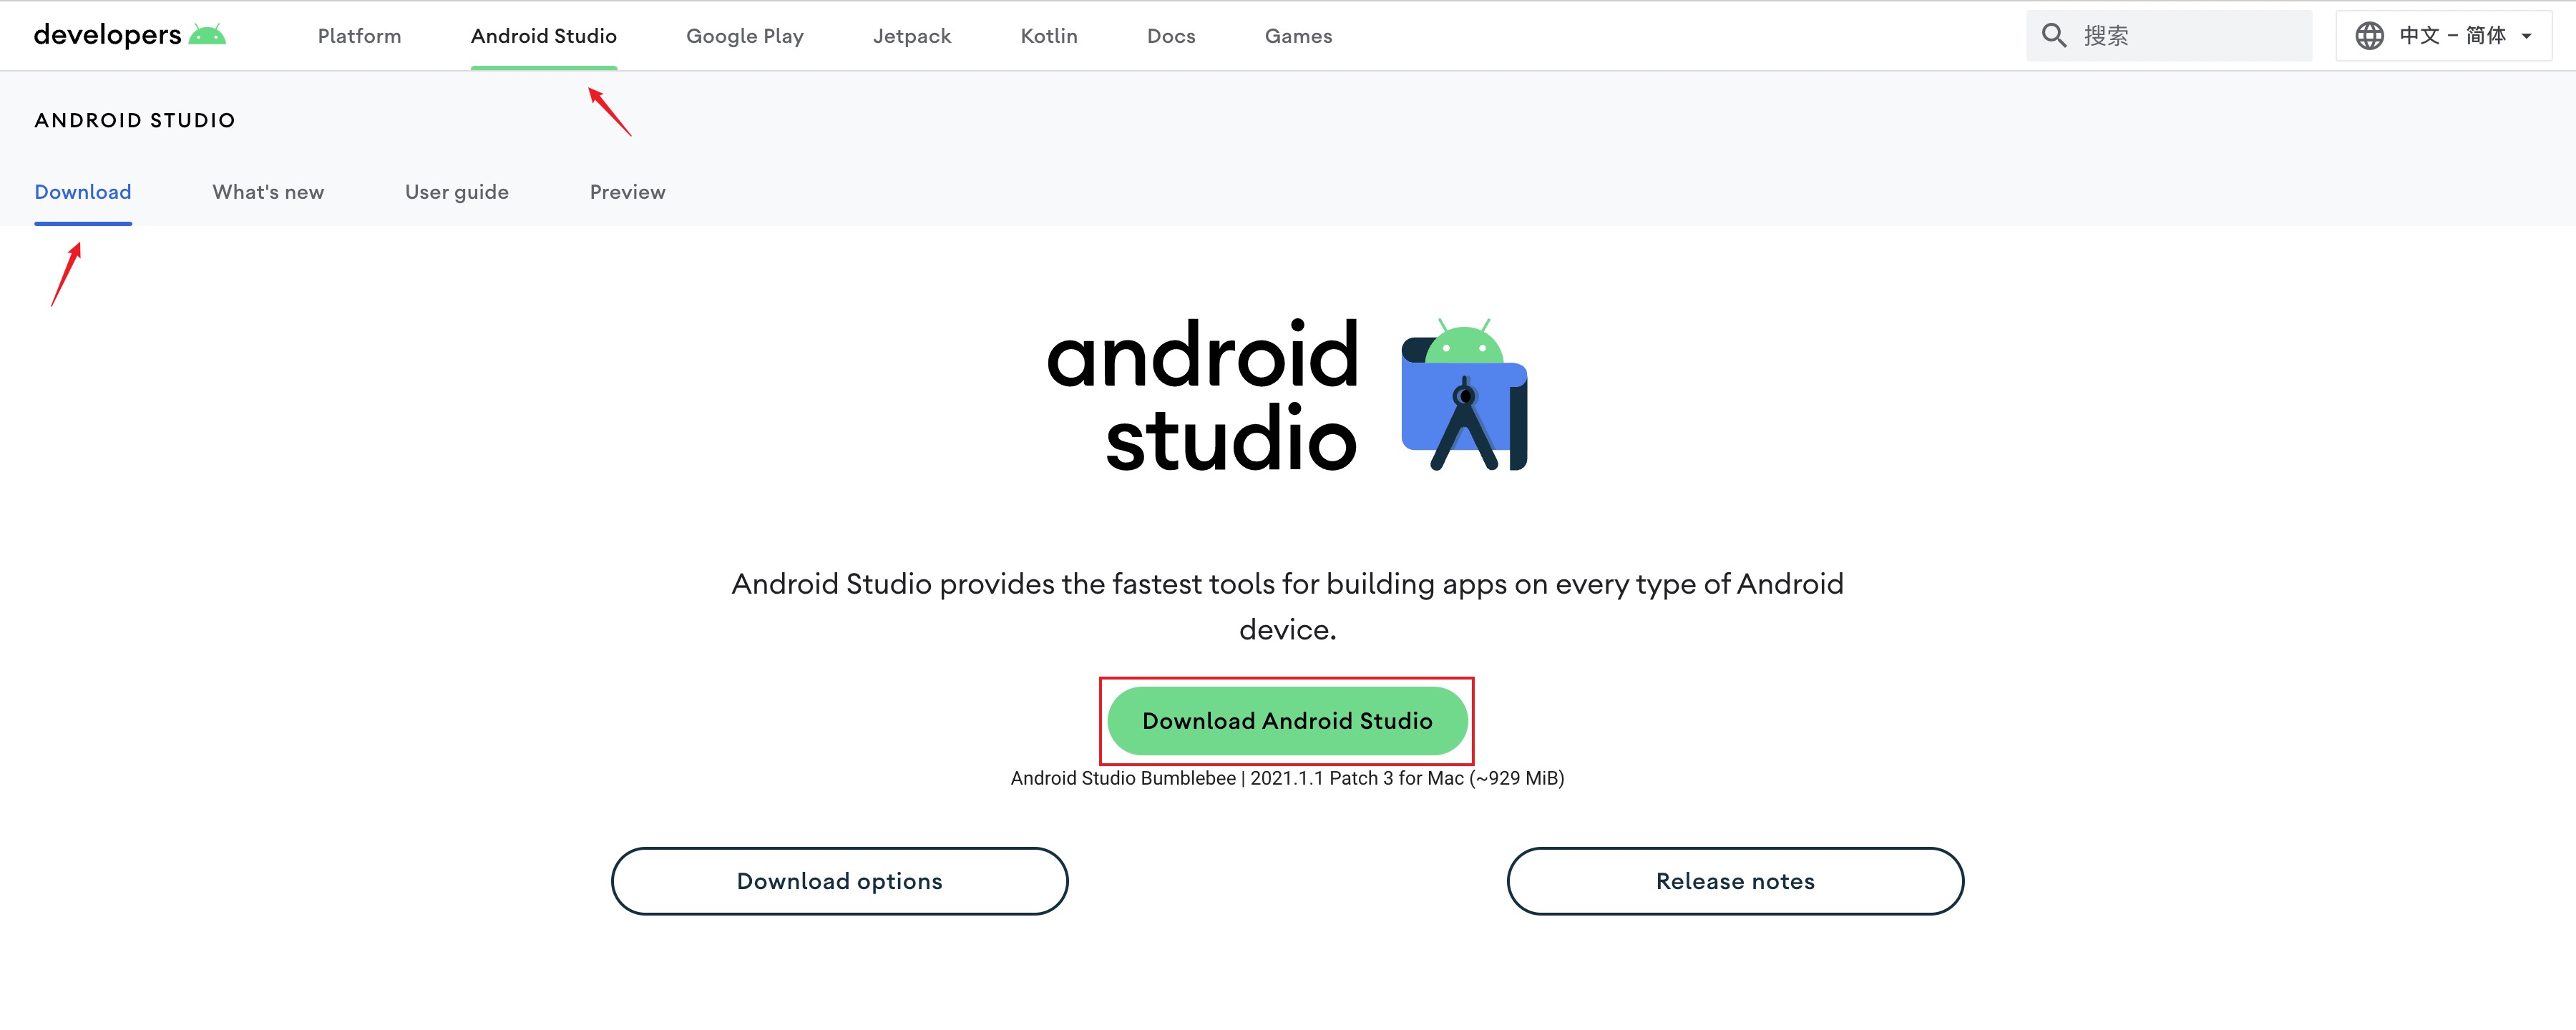 developers
Platform
Android Studio
Google Play
Jetpack
Kotlin
Docs
Games
搜索
中文 – 简体
ANDROID STUDIO
Download
What's new
User guide
Preview
android
studio
Android Studio provides the fastest tools for building apps on every type of Android
device.
Download Android Studio
Android Studio Bumblebee | 2021.1.1 Patch 3 for Mac (~929 MiB)
Download options
Release notes